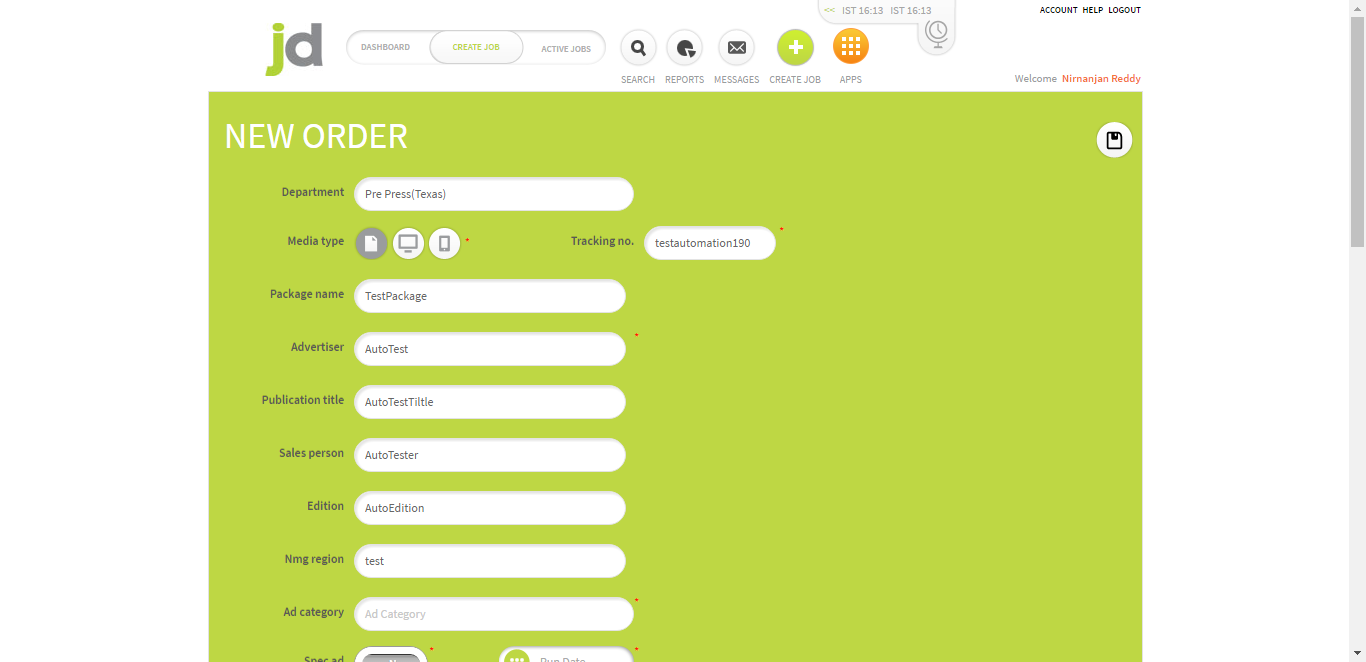 << IST 16:13 IST 16:13
ACCOUNT HELP LOGOUT
jd
DASHBOARD CREATE JOB ACTIVE JOBS
SEARCH REPORTS MESSAGES CREATE JOB APPS
Welcome Nirnanjan Reddy
NEW ORDER
Department Pre Press(Texas)
Media type * Tracking no. testautomation190 *
Package name TestPackage
Advertiser AutoTest *
Publication title AutoTestTiltle
Sales person AutoTester
Edition AutoEdition
Nmg region test
Ad category Ad Category *
Spec ad * Run Date *